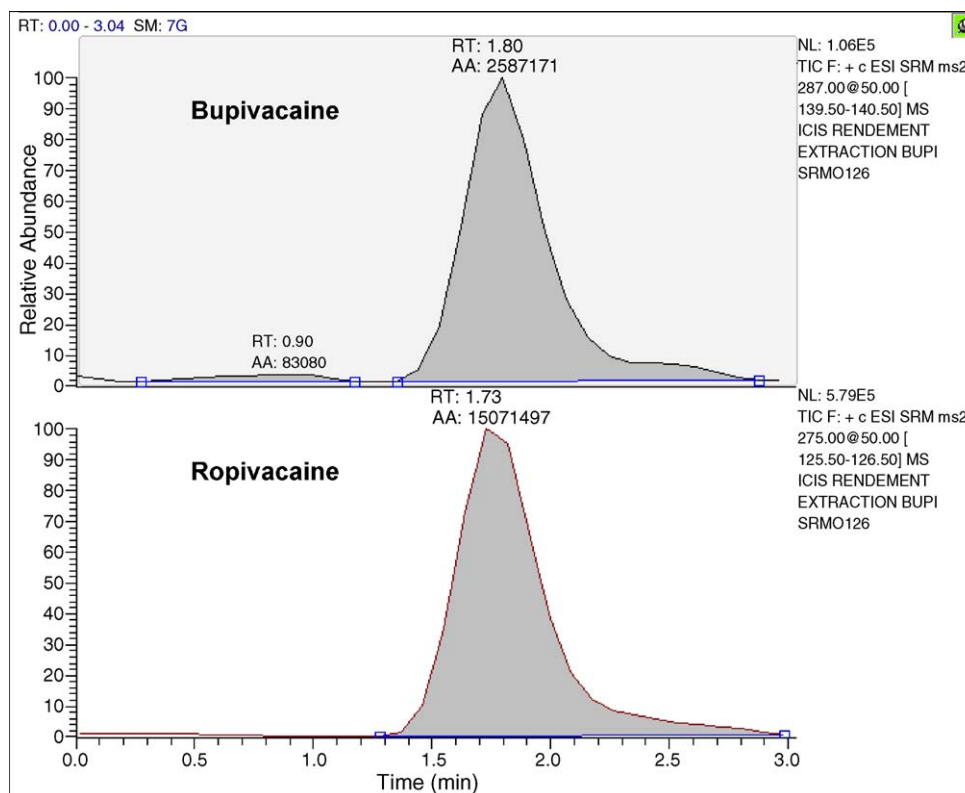 RT: 0.00 - 3.04 SM: 7G
RT: 1.80
AA: 2587171
NL: 1.06E5
TIC F: + c ESI SRM ms2
287.00@50.00 [
139.50-140.50] MS
ICIS RENDEMENT
EXTRACTION BUPI
SRMO126
Bupivacaine
100
90
80
70
60
50
40
30
20
10
0
Relative Abundance
RT: 0.90
AA: 83080
RT: 1.73
AA: 15071497
NL: 5.79E5
TIC F: + c ESI SRM ms2
275.00@50.00 [
125.50-126.50] MS
ICIS RENDEMENT
EXTRACTION BUPI
SRMO126
Ropivacaine
100
90
80
70
60
50
40
30
20
10
0
0.0 0.5 1.0 1.5 2.0 2.5 3.0
Time (min)